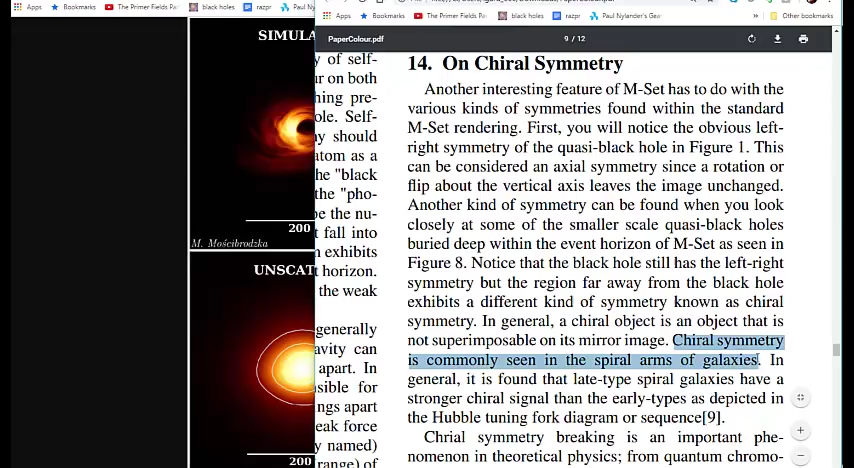 Apps Bookmarks The Primer Fields Pa black holes razpr Paul Ny
Apps Bookmarks The Primer Fields Par black holes razpr Paul Nylander's Gew » Other bookmarks
PaperColour.pdf 9 / 12
SIMULA
200
M. Mościbrodzka
UNSCAT
200
y of self-
ur on both
hing pre-
ole. Self-
y should
atom as a
he "black
the "pho-
be the nu-
t fall into
n exhibits
t horizon.
the weak
generally
avity can
apart. In
sible for
ngs apart
eak force
y named)
range) of
14. On Chiral Symmetry
Another interesting feature of M-Set has to do with the
various kinds of symmetries found within the standard
M-Set rendering. First, you will notice the obvious left-
right symmetry of the quasi-black hole in Figure 1. This
can be considered an axial symmetry since a rotation or
flip about the vertical axis leaves the image unchanged.
Another kind of symmetry can be found when you look
closely at some of the smaller scale quasi-black holes
buried deep within the event horizon of M-Set as seen in
Figure 8. Notice that the black hole still has the left-right
symmetry but the region far away from the black hole
exhibits a different kind of symmetry known as chiral
symmetry. In general, a chiral object is an object that is
not superimposable on its mirror image. Chiral symmetry
is commonly seen in the spiral arms of galaxies. In
general, it is found that late-type spiral galaxies have a
stronger chiral signal than the early-types as depicted in
the Hubble tuning fork diagram or sequence[9].
Chrial symmetry breaking is an important phe-
nomenon in theoretical physics; from quantum chromo-